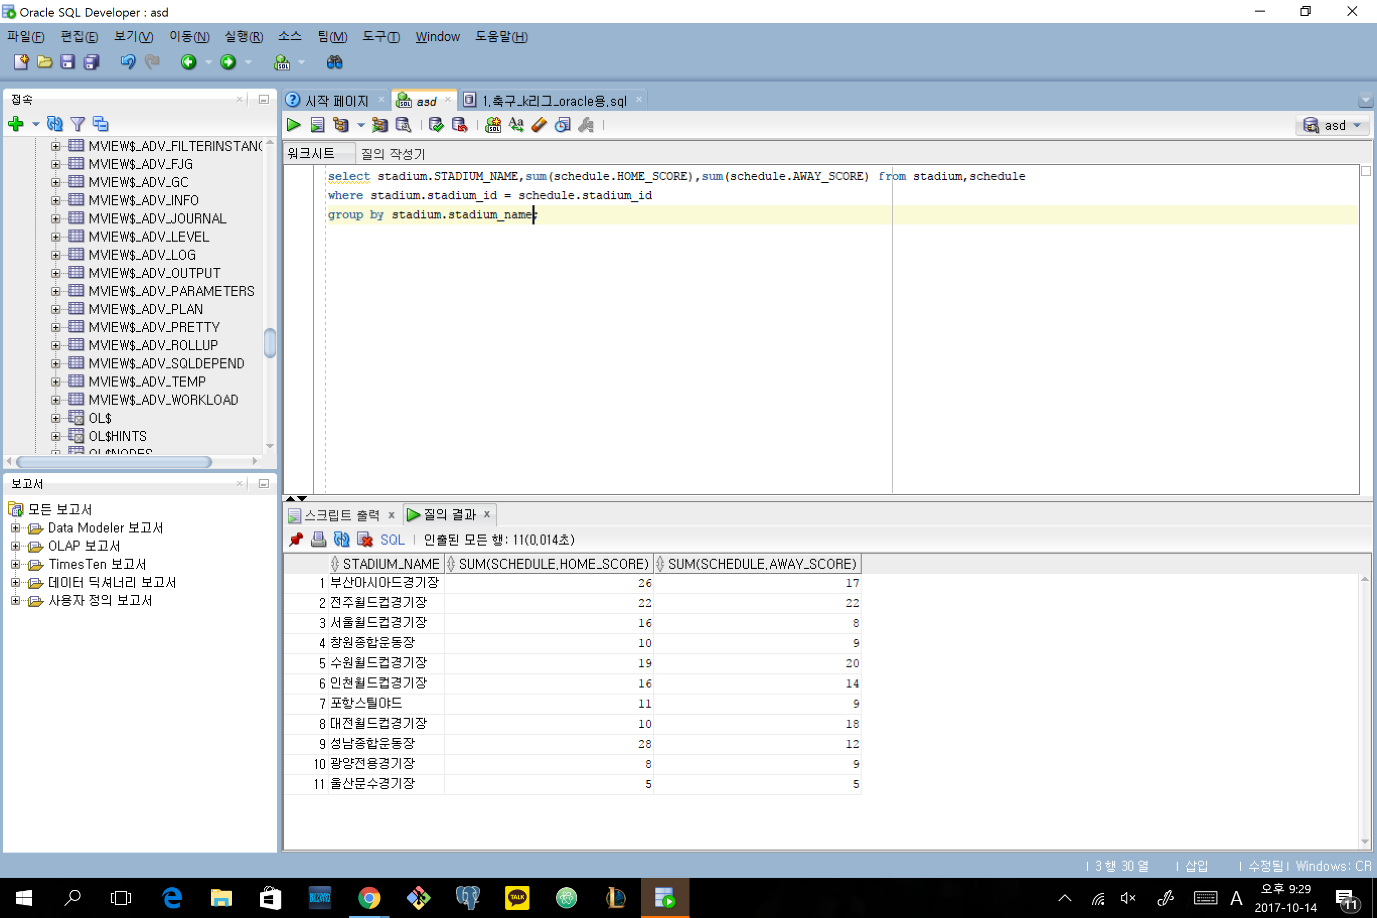 Oracle SQL Developer : asd
파일(F) 편집(E) 보기(V) 이동(N) 실행(R) 소스 팀(M) 도구(T) Window 도움말(H)
접속
MVIEW$_ADV_FILTERINSTANC
MVIEW$_ADV_FJG
MVIEW$_ADV_GC
MVIEW$_ADV_INFO
MVIEW$_ADV_JOURNAL
MVIEW$_ADV_LEVEL
MVIEW$_ADV_LOG
MVIEW$_ADV_OUTPUT
MVIEW$_ADV_PARAMETERS
MVIEW$_ADV_PLAN
MVIEW$_ADV_PRETTY
MVIEW$_ADV_ROLLUP
MVIEW$_ADV_SQLDEPEND
MVIEW$_ADV_TEMP
MVIEW$_ADV_WORKLOAD
OL$
OL$HINTS
OL$NODES
보고서
모든 보고서
Data Modeler 보고서
OLAP 보고서
TimesTen 보고서
데이터 딕셔너리 보고서
사용자 정의 보고서
시작 페이지 asd 1.축구_k리그_oracle용.sql
asd
워크시트 질의 작성기
select stadium.STADIUM_NAME,sum(schedule.HOME_SCORE),sum(schedule.AWAY_SCORE) from stadium,schedule
where stadium.stadium_id = schedule.stadium_id
group by stadium.stadium_name;
스크립트 출력 질의 결과
SQL 인출된 모든 행: 11(0,014초)
STADIUM_NAME SUM(SCHEDULE,HOME_SCORE) SUM(SCHEDULE,AWAY_SCORE)
1 부산아시아드경기장 26 17
2 전주월드컵경기장 22 22
3 서울월드컵경기장 16 8
4 창원종합운동장 10 9
5 수원월드컵경기장 19 20
6 인천월드컵경기장 16 14
7 포항스틸야드 11 9
8 대전월드컵경기장 10 18
9 성남종합운동장 28 12
10 광양전용경기장 8 9
11 울산문수경기장 5 5
3 행 30 열 삽입 수정됨 Windows: CR
BLIZZARD
TALK
A
오후 9:29
2017-10-14
11